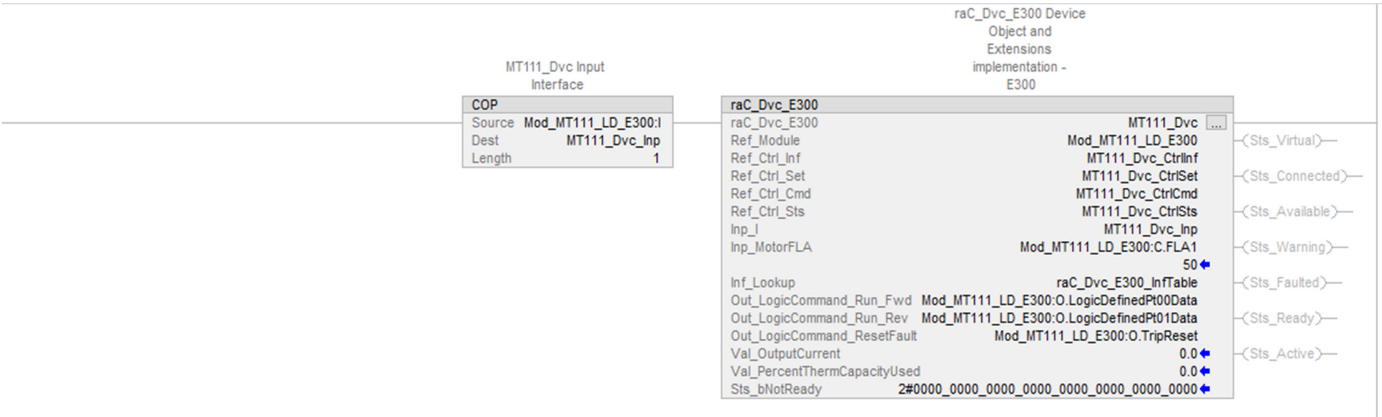 raC_Dvc_E300 Device
Object and
Extensions
implementation -
E300
MT111_Dvc Input
Interface
COP
Source Mod_MT111_LD_E300:I
Dest MT111_Dvc_Inp
Length 1
raC_Dvc_E300
raC_Dvc_E300 MT111_Dvc ...
Ref_Module Mod_MT111_LD_E300
Ref_Ctrl_Inf MT111_Dvc_CtrlInf
Ref_Ctrl_Set MT111_Dvc_CtrlSet
Ref_Ctrl_Cmd MT111_Dvc_CtrlCmd
Ref_Ctrl_Sts MT111_Dvc_CtrlSts
Inp_I MT111_Dvc_Inp
Inp_MotorFLA Mod_MT111_LD_E300:C.FLA1
50
Inf_Lookup raC_Dvc_E300_InfTable
Out_LogicCommand_Run_Fwd Mod_MT111_LD_E300:O.LogicDefinedPt00Data
Out_LogicCommand_Run_Rev Mod_MT111_LD_E300:O.LogicDefinedPt01Data
Out_LogicCommand_ResetFault Mod_MT111_LD_E300:O.TripReset
Val_OutputCurrent 0.0
Val_PercentThermCapacityUsed 0.0
Sts_bNotReady 2#0000_0000_0000_0000_0000_0000_0000_0000
(Sts_Virtual)
(Sts_Connected)
(Sts_Available)
(Sts_Warning)
(Sts_Faulted)
(Sts_Ready)
(Sts_Active)